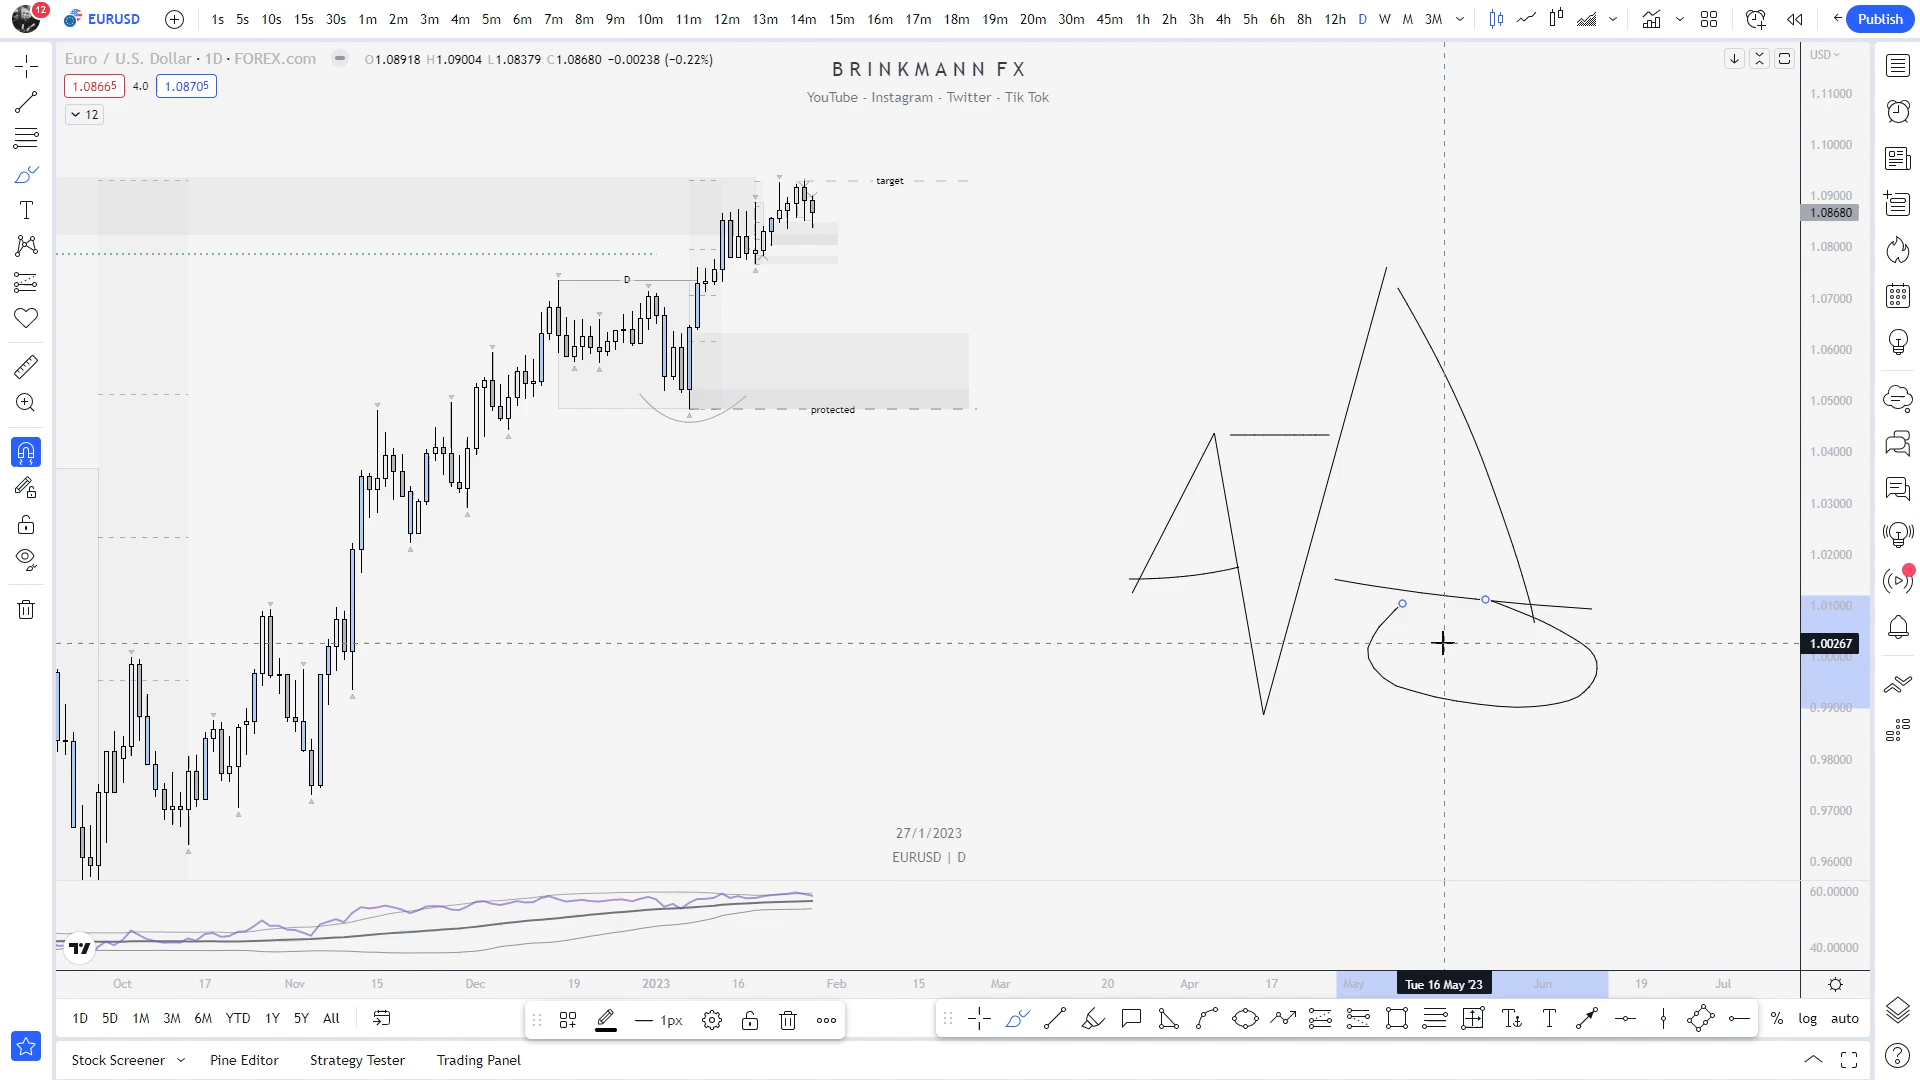 12
EURUSD
1s 5s 10s 15s 30s 1m 2m 3m 4m 5m 6m 7m 8m 9m 10m 11m 12m 13m 14m 15m 16m 17m 18m 19m 20m 30m 45m 1h 2h 3h 4h 5h 6h 8h 12h D W M 3M
Publish
Euro / U.S. Dollar · 1D · FOREX.com
O1.08918 H1.09004 L1.08379 C1.08680 −0.00238 (−0.22%)
1.08665 4.0 1.08705
12
BRINKMANN FX
YouTube - Instagram - Twitter - Tik Tok
USD
1.11000
1.10000
1.09000
1.08680
1.08000
1.07000
1.06000
1.05000
1.04000
1.03000
1.02000
1.01000
1.00267
1.00000
0.99000
0.98000
0.97000
0.96000
60.00000
40.00000
target
D
protected
27/1/2023
EURUSD | D
Oct 17 Nov 15 Dec 19 2023 16 Feb 15 Mar 20 Apr 17 May Tue 16 May '23 Jun 19 Jul
1D 5D 1M 3M 6M YTD 1Y 5Y All
1px
% log auto
Stock Screener Pine Editor Strategy Tester Trading Panel